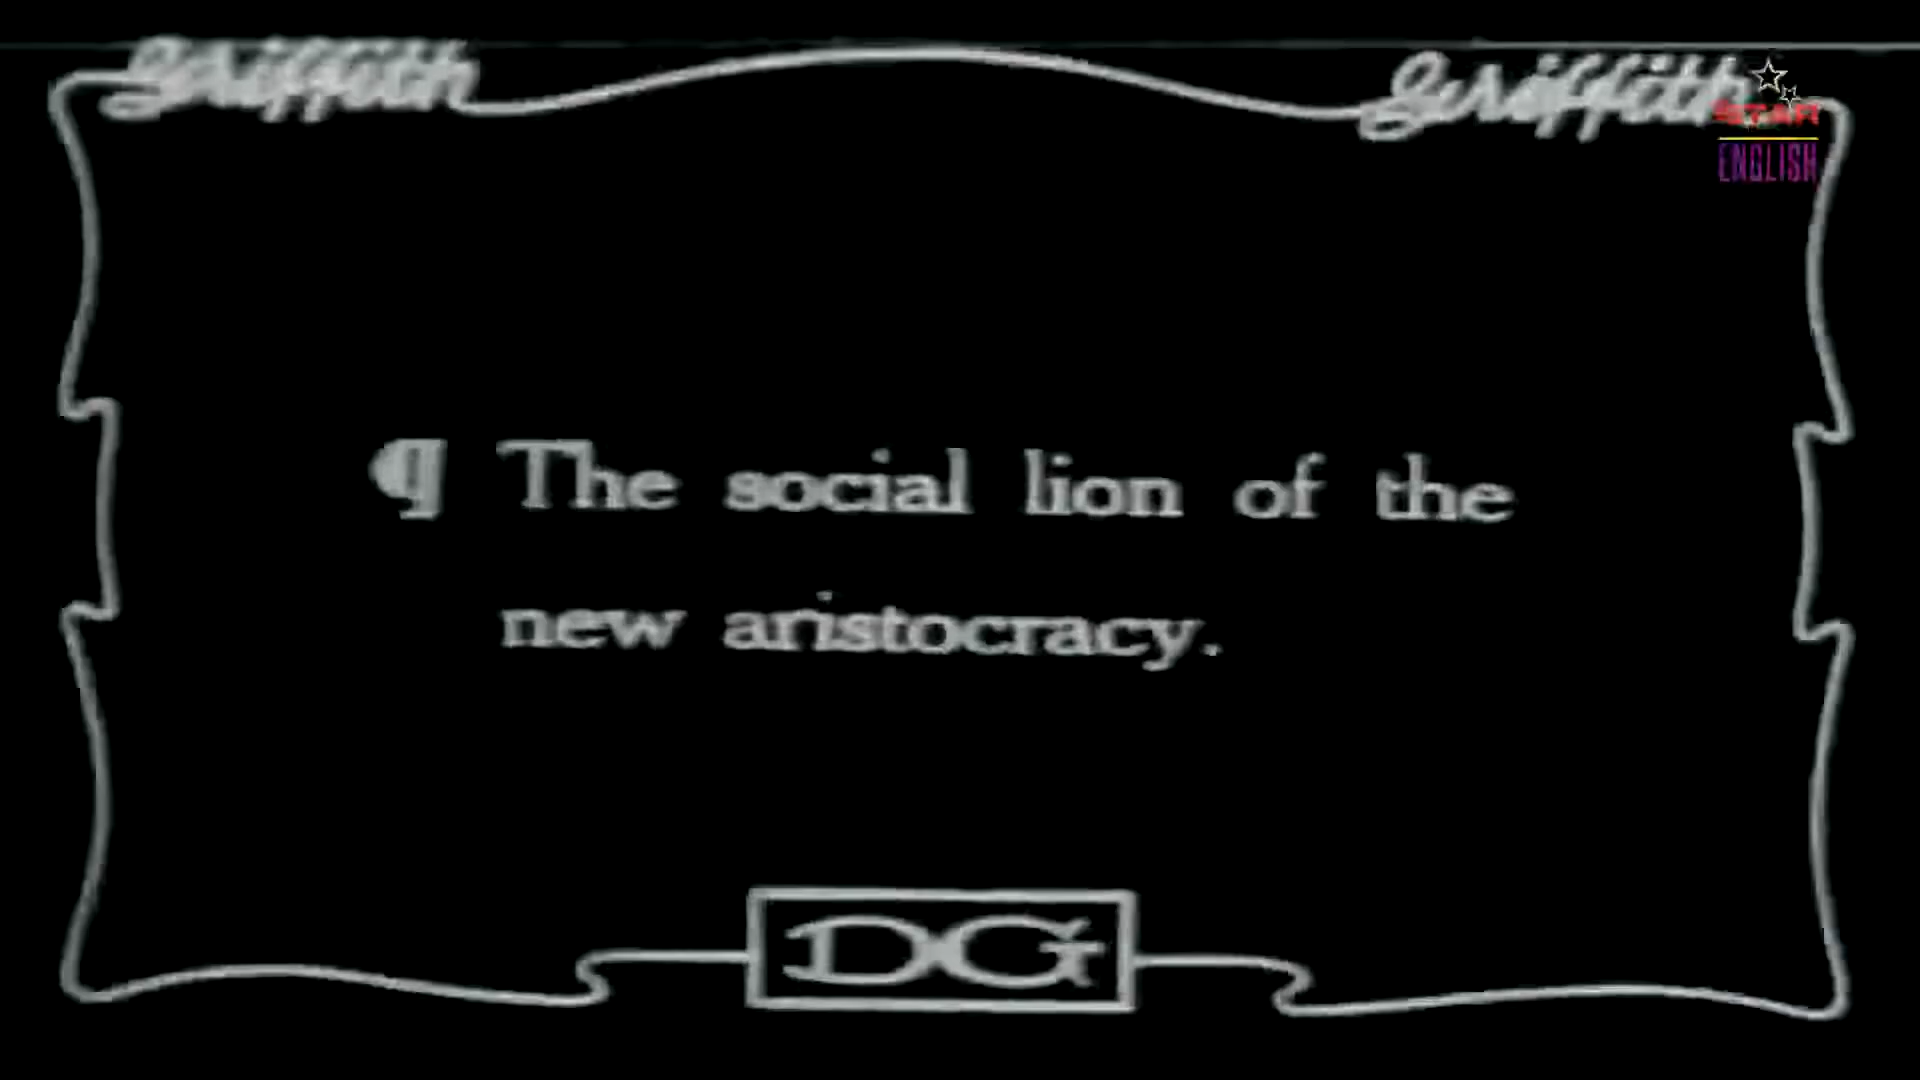 Griffith Griffith
STAR
ENGLISH
¶ The social lion of the
new aristocracy.
DG